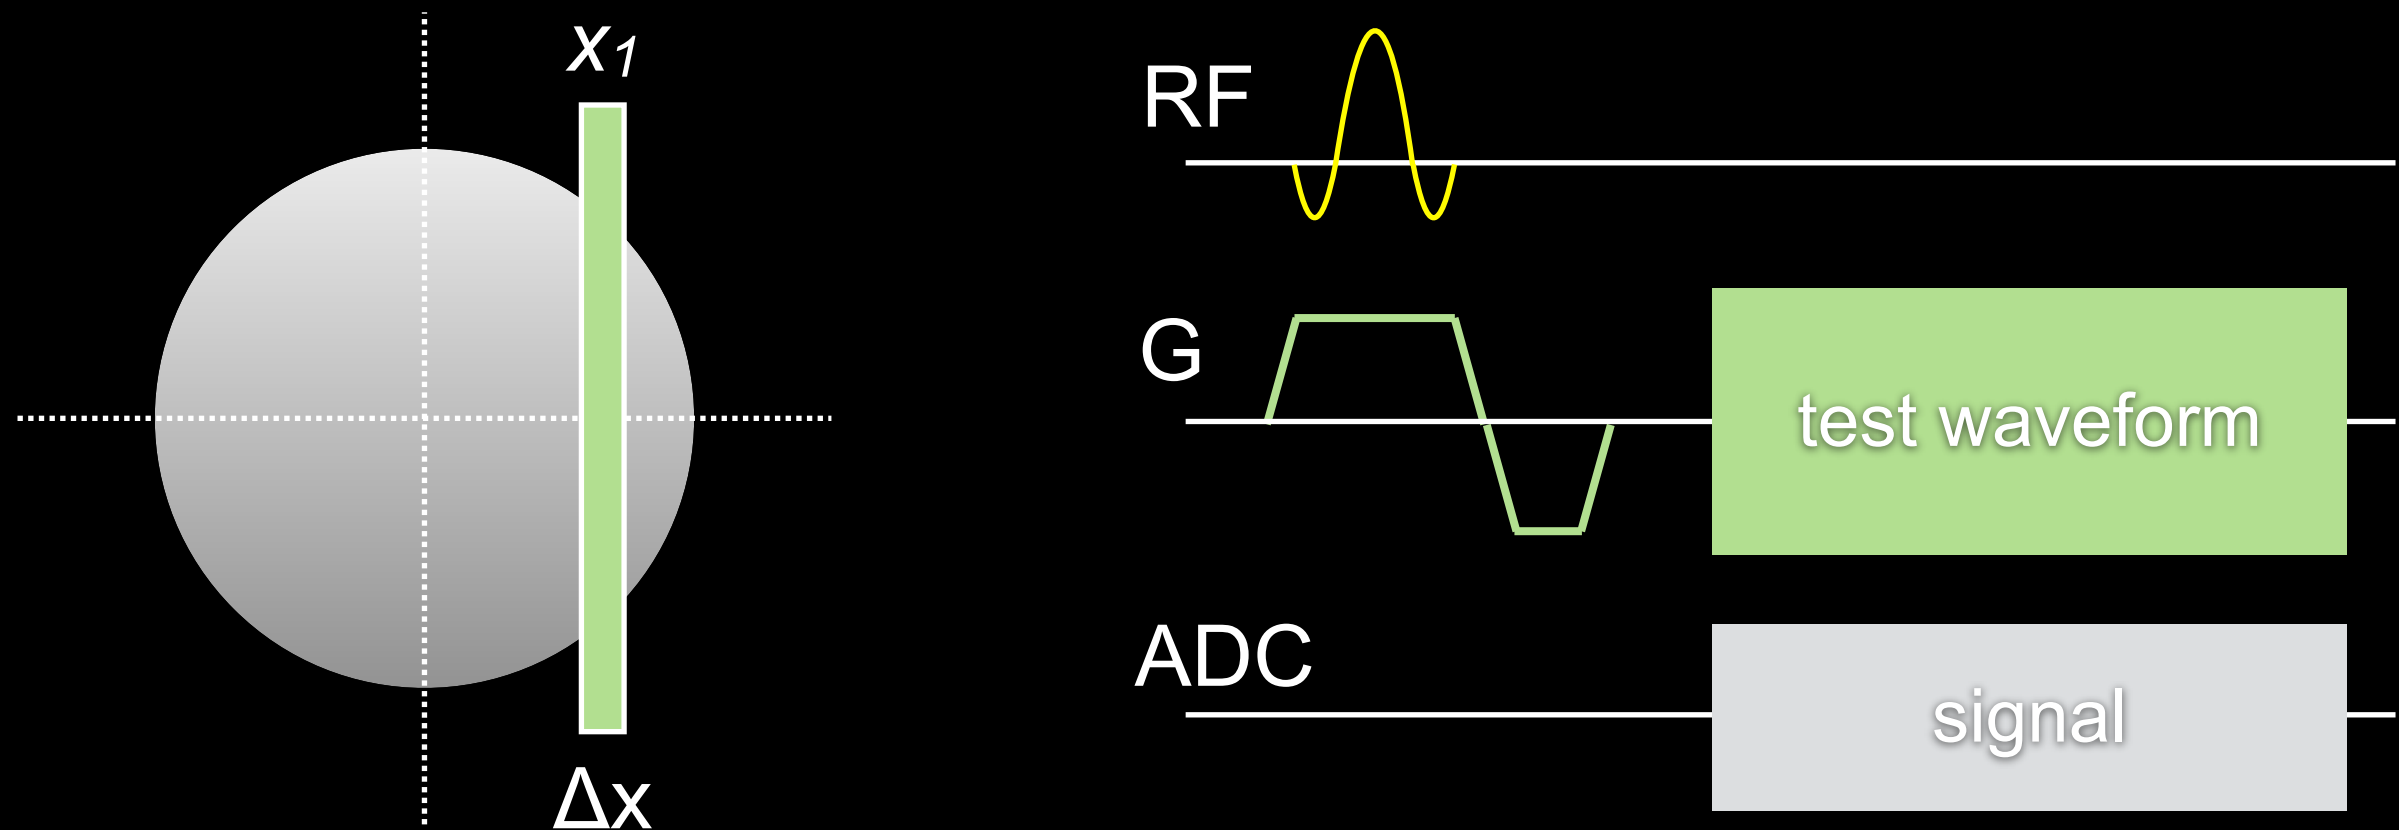 x₁
Δx
RF
G
test waveform
ADC
signal